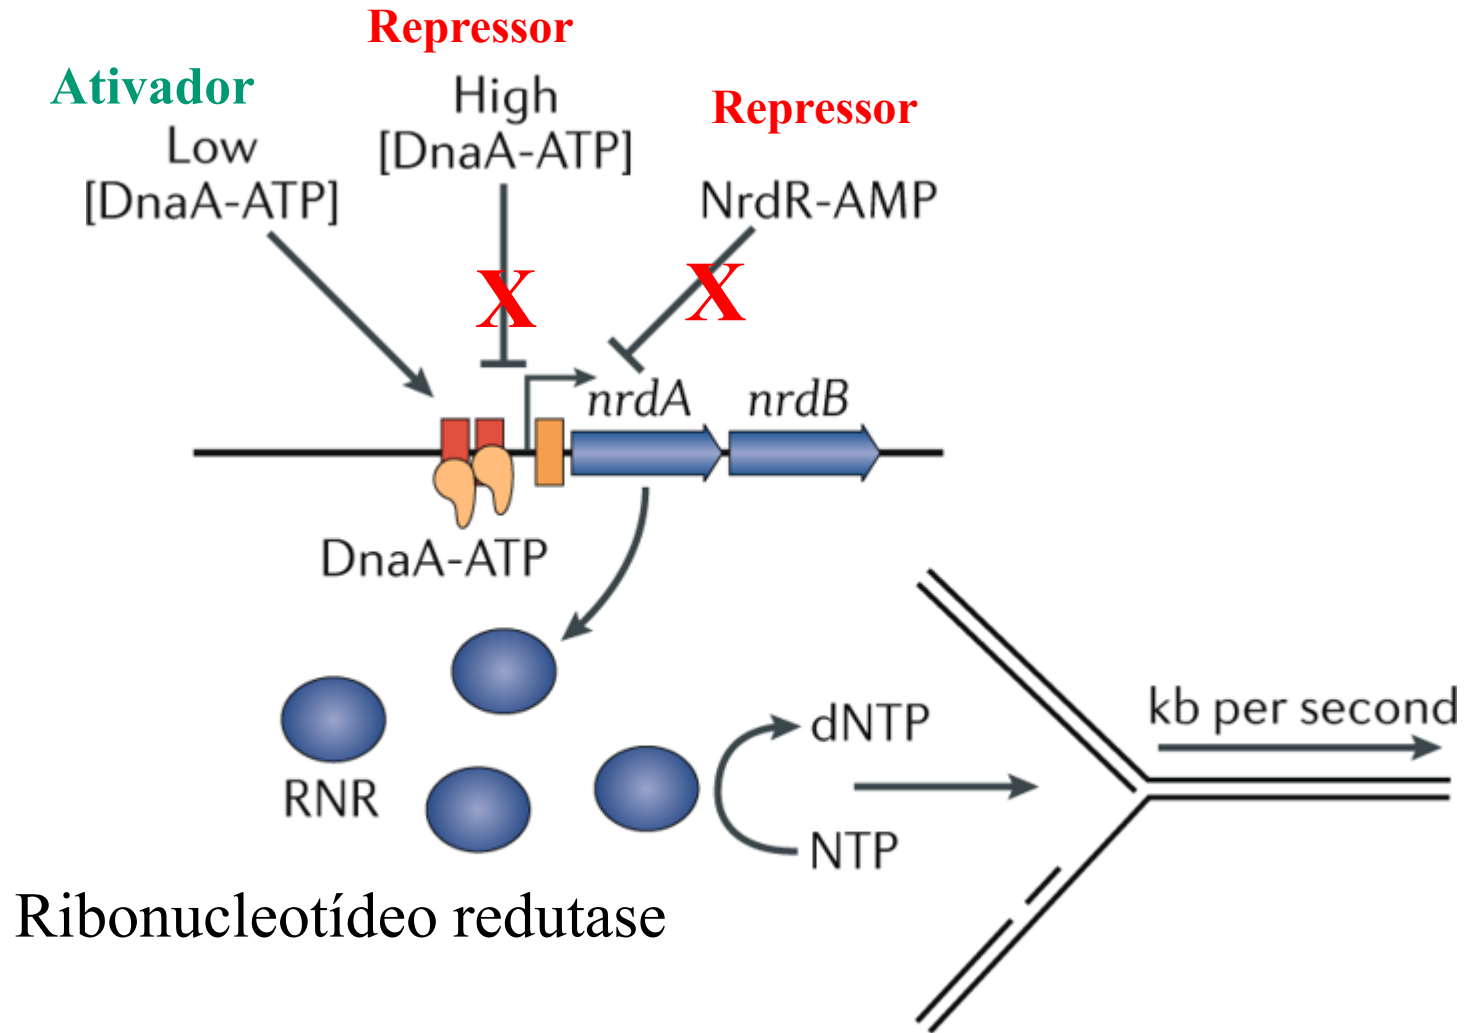 Repressor
Ativador
High
[DnaA-ATP]
Repressor
Low
[DnaA-ATP]
NrdR-AMP
X
X
nrdA
nrdB
DnaA-ATP
kb per second
dNTP
RNR
NTP
Ribonucleotídeo redutase